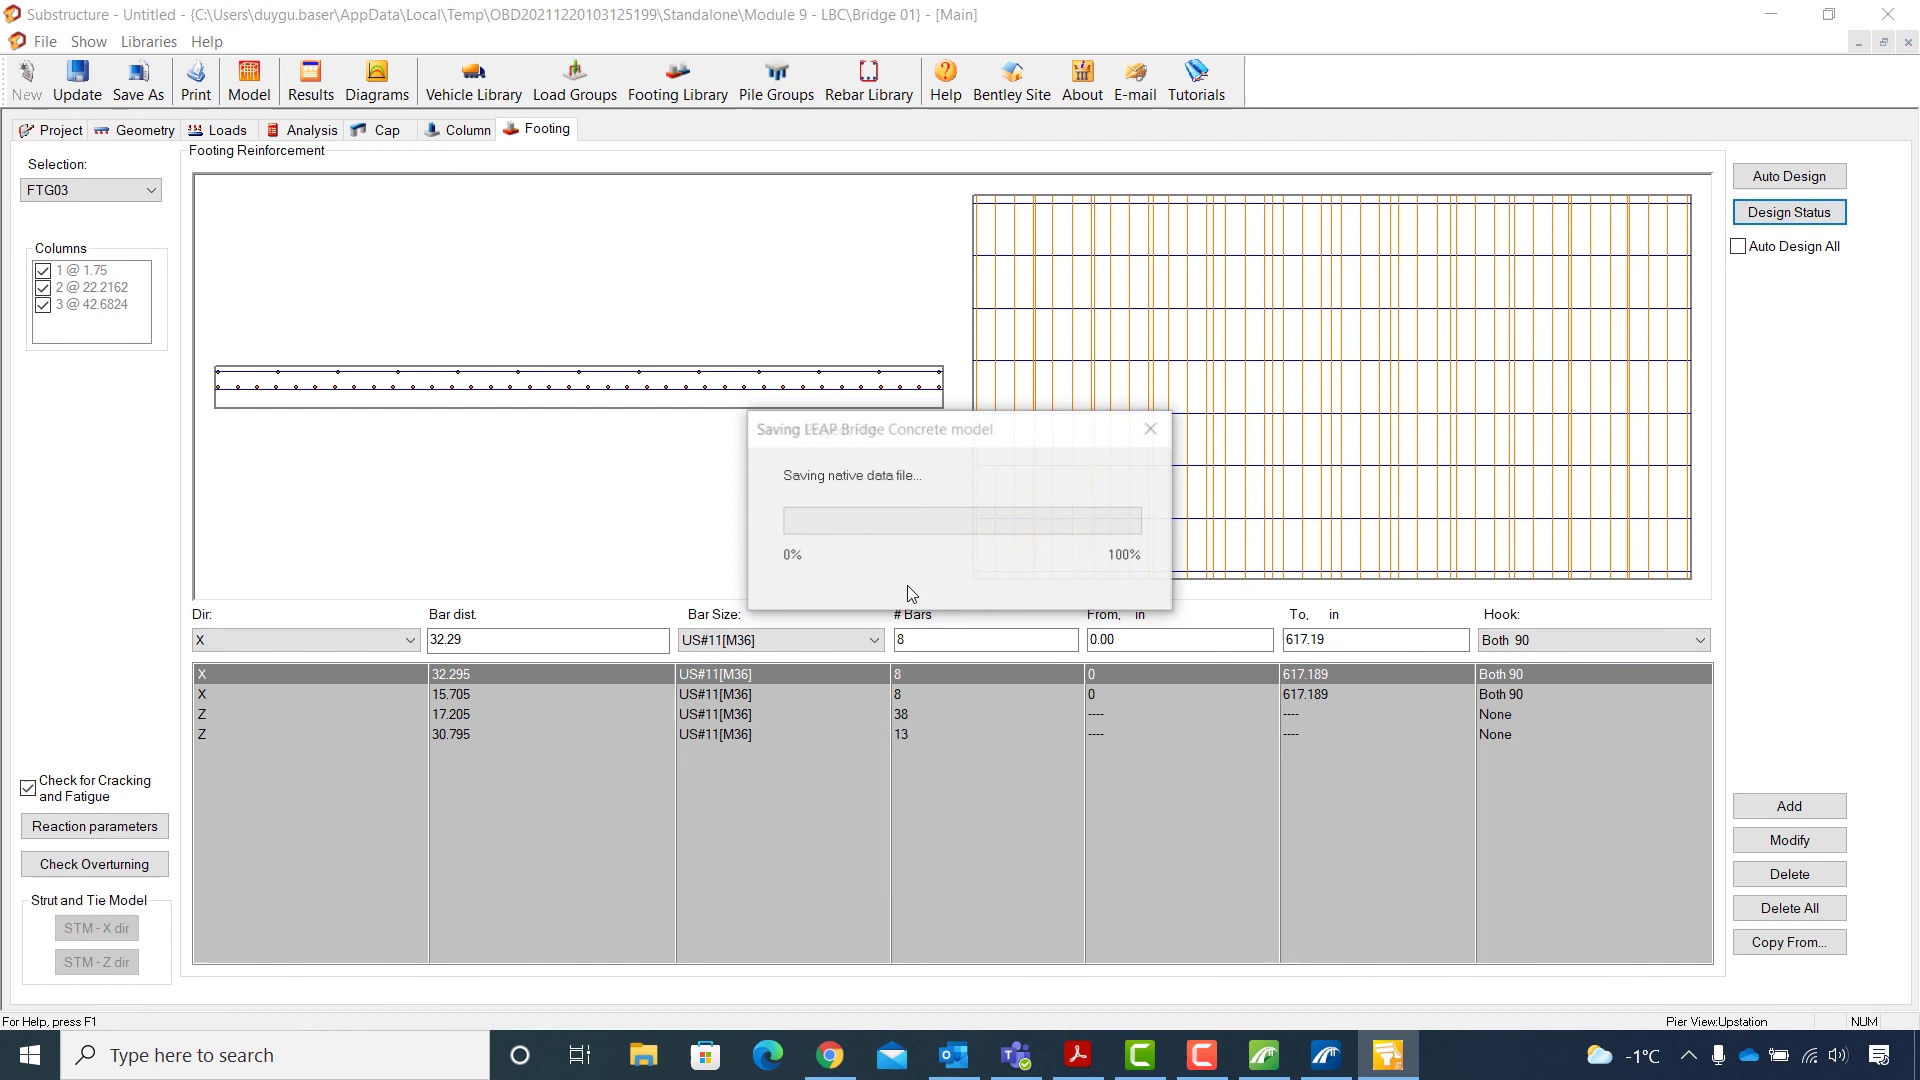 Substructure - Untitled - {C:\Users\duygu.baser\AppData\Local\Temp\OBD20211220103125199\Standalone\Module 9 - LBC\Bridge 01} - [Main]
File Show Libraries Help
New Update Save As Print Model Results Diagrams Vehicle Library Load Groups Footing Library Pile Groups Rebar Library Help Bentley Site About E-mail Tutorials
Project Geometry Loads Analysis Cap Column Footing
Selection:
FTG03
Columns
1 @ 1.75
2 @ 22.2162
3 @ 42.6824
Footing Reinforcement
Auto Design
Design Status
Auto Design All
Saving LEAP Bridge Concrete model
Saving native data file...
0% 100%
Dir: Bar dist. Bar Size: # Bars From, in To, in Hook:
X 32.29 US#11[M36] 8 0.00 617.19 Both 90
X 32.295 US#11[M36] 8 0 617.189 Both 90
X 15.705 US#11[M36] 8 0 617.189 Both 90
Z 17.205 US#11[M36] 38 ---- ---- None
Z 30.795 US#11[M36] 13 ---- ---- None
Check for Cracking
and Fatigue
Reaction parameters
Check Overturning
Strut and Tie Model
STM - X dir
STM - Z dir
Add
Modify
Delete
Delete All
Copy From...
For Help, press F1
Pier View:Upstation NUM
Type here to search
-1°C